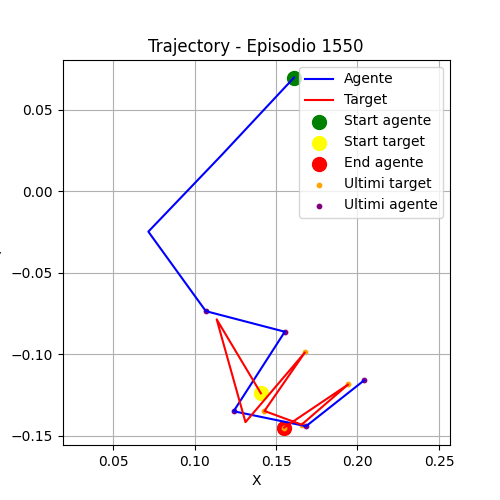 Trajectory - Episodio 1550
Agente
Target
Start agente
Start target
End agente
Ultimi target
Ultimi agente
0.05
0.00
−0.05
−0.10
−0.15
0.05
0.10
0.15
0.20
0.25
X